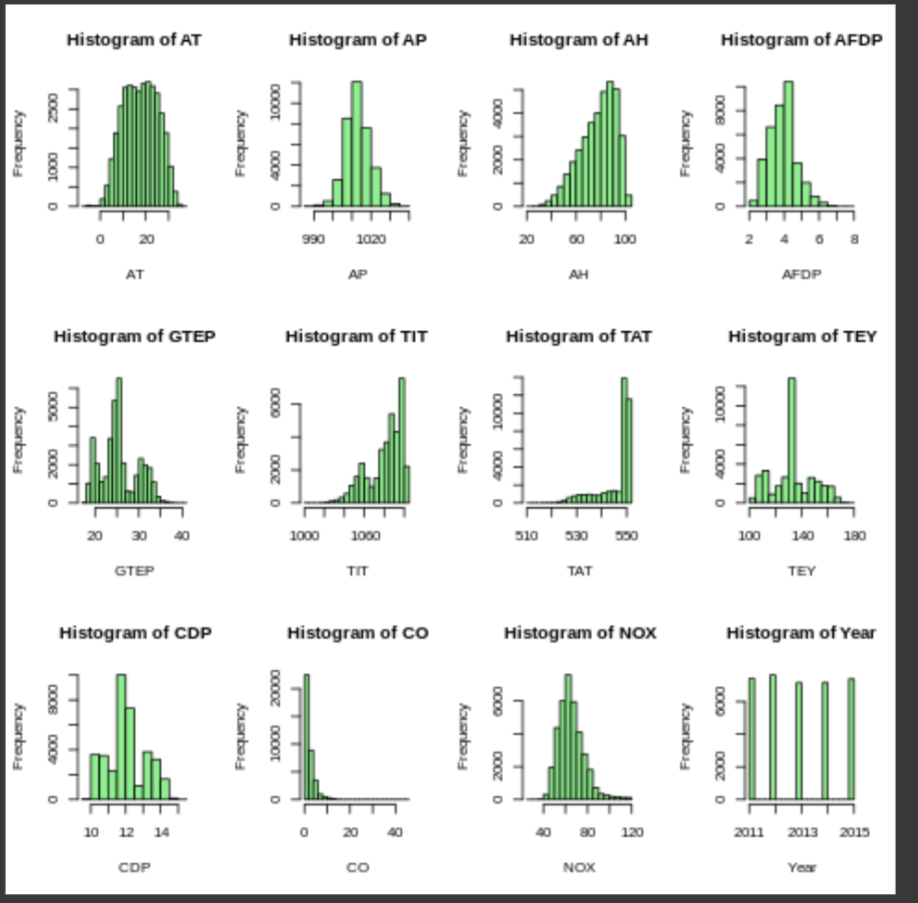 Histogram of AT
Histogram of AP
Histogram of AH
Histogram of AFDP
Frequency
0 1000 2500
0 20
AT
Frequency
0 4000 10000
990 1020
AP
Frequency
0 2000 4000
20 60 100
AH
Frequency
0 4000 8000
2 4 6 8
AFDP
Histogram of GTEP
Histogram of TIT
Histogram of TAT
Histogram of TEY
Frequency
0 2000 5000
20 30 40
GTEP
Frequency
0 2000 6000
1000 1060
TIT
Frequency
0 4000 10000
510 530 550
TAT
Frequency
0 4000 10000
100 140 180
TEY
Histogram of CDP
Histogram of CO
Histogram of NOX
Histogram of Year
Frequency
0 4000 8000
10 12 14
CDP
Frequency
0 10000 20000
0 20 40
CO
Frequency
0 2000 6000
40 80 120
NOX
Frequency
0 2000 6000
2011 2013 2015
Year